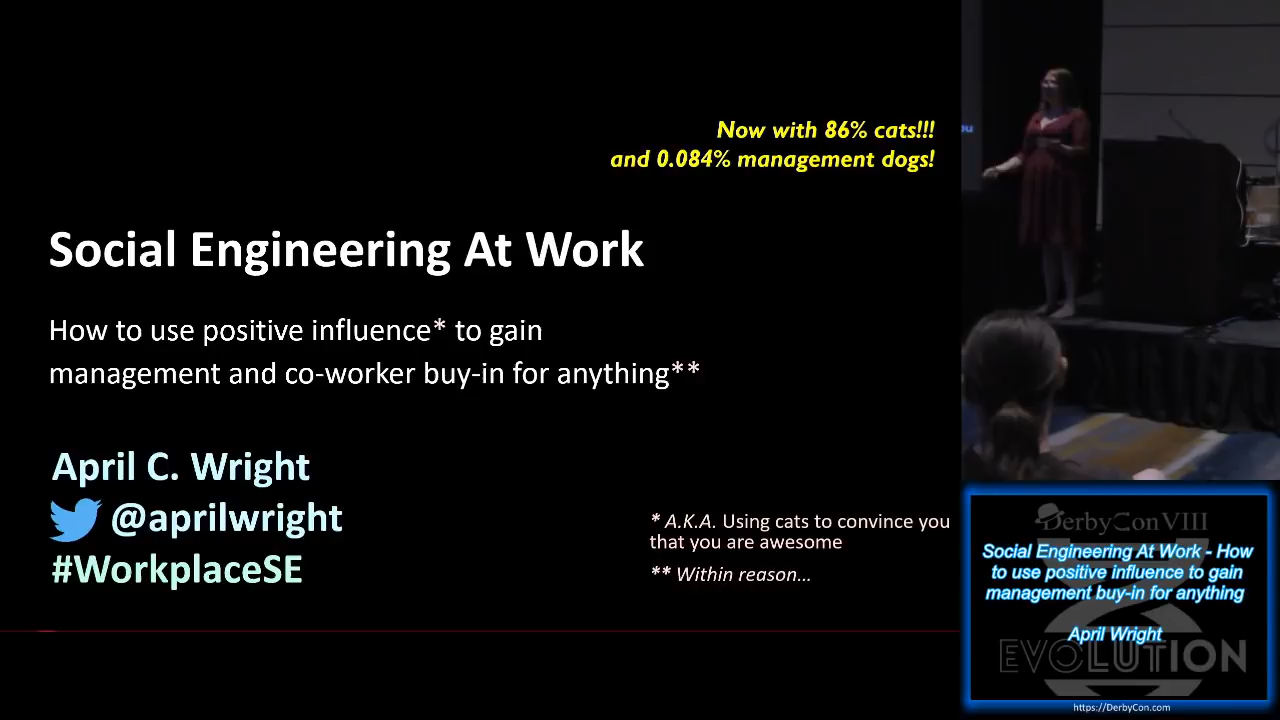 Now with 86% cats!!!
and 0.084% management dogs!
Social Engineering At Work
How to use positive influence* to gain
management and co-worker buy-in for anything**
April C. Wright
@aprilwright
#WorkplaceSE
* A.K.A. Using cats to convince you
that you are awesome
** Within reason...
ou
DerbyCon VIII
Social Engineering At Work - How
to use positive influence to gain
management buy-in for anything
April Wright
EVOLUTION
https://DerbyCon.com